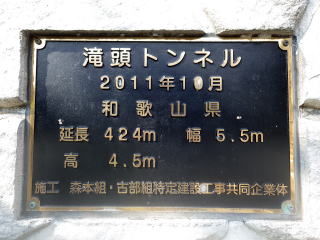 滝頭トンネル
2011年10月
和歌山県
延長 424m 幅 5.5m
高 4.5m
施工 森本組・古部組特定建設工事共同企業体